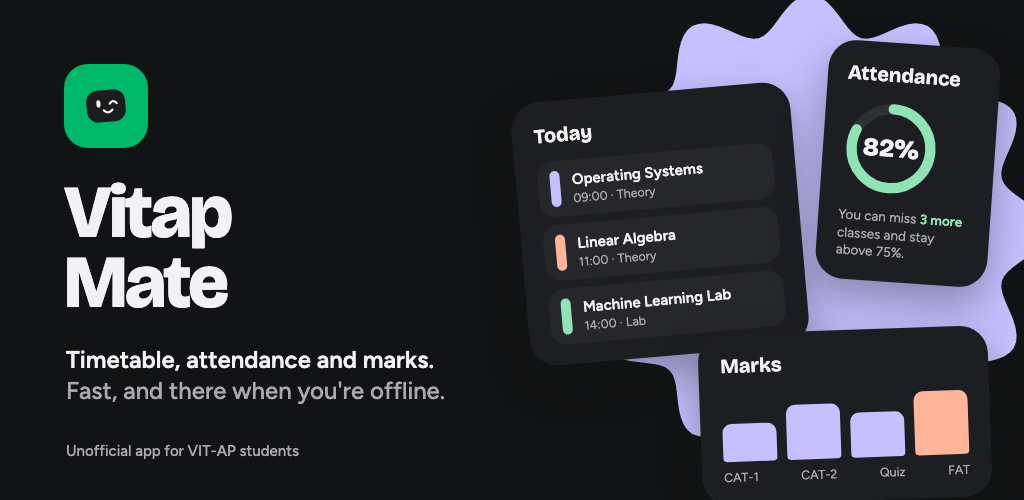 Vitap
Mate
Timetable, attendance and marks.
Fast, and there when you're offline.
Unofficial app for VIT-AP students
Today
Operating Systems
09:00 · Theory
Linear Algebra
11:00 · Theory
Machine Learning Lab
14:00 · Lab
Attendance
82%
You can miss 3 more
classes and stay
above 75%.
Marks
CAT-1 CAT-2 Quiz FAT